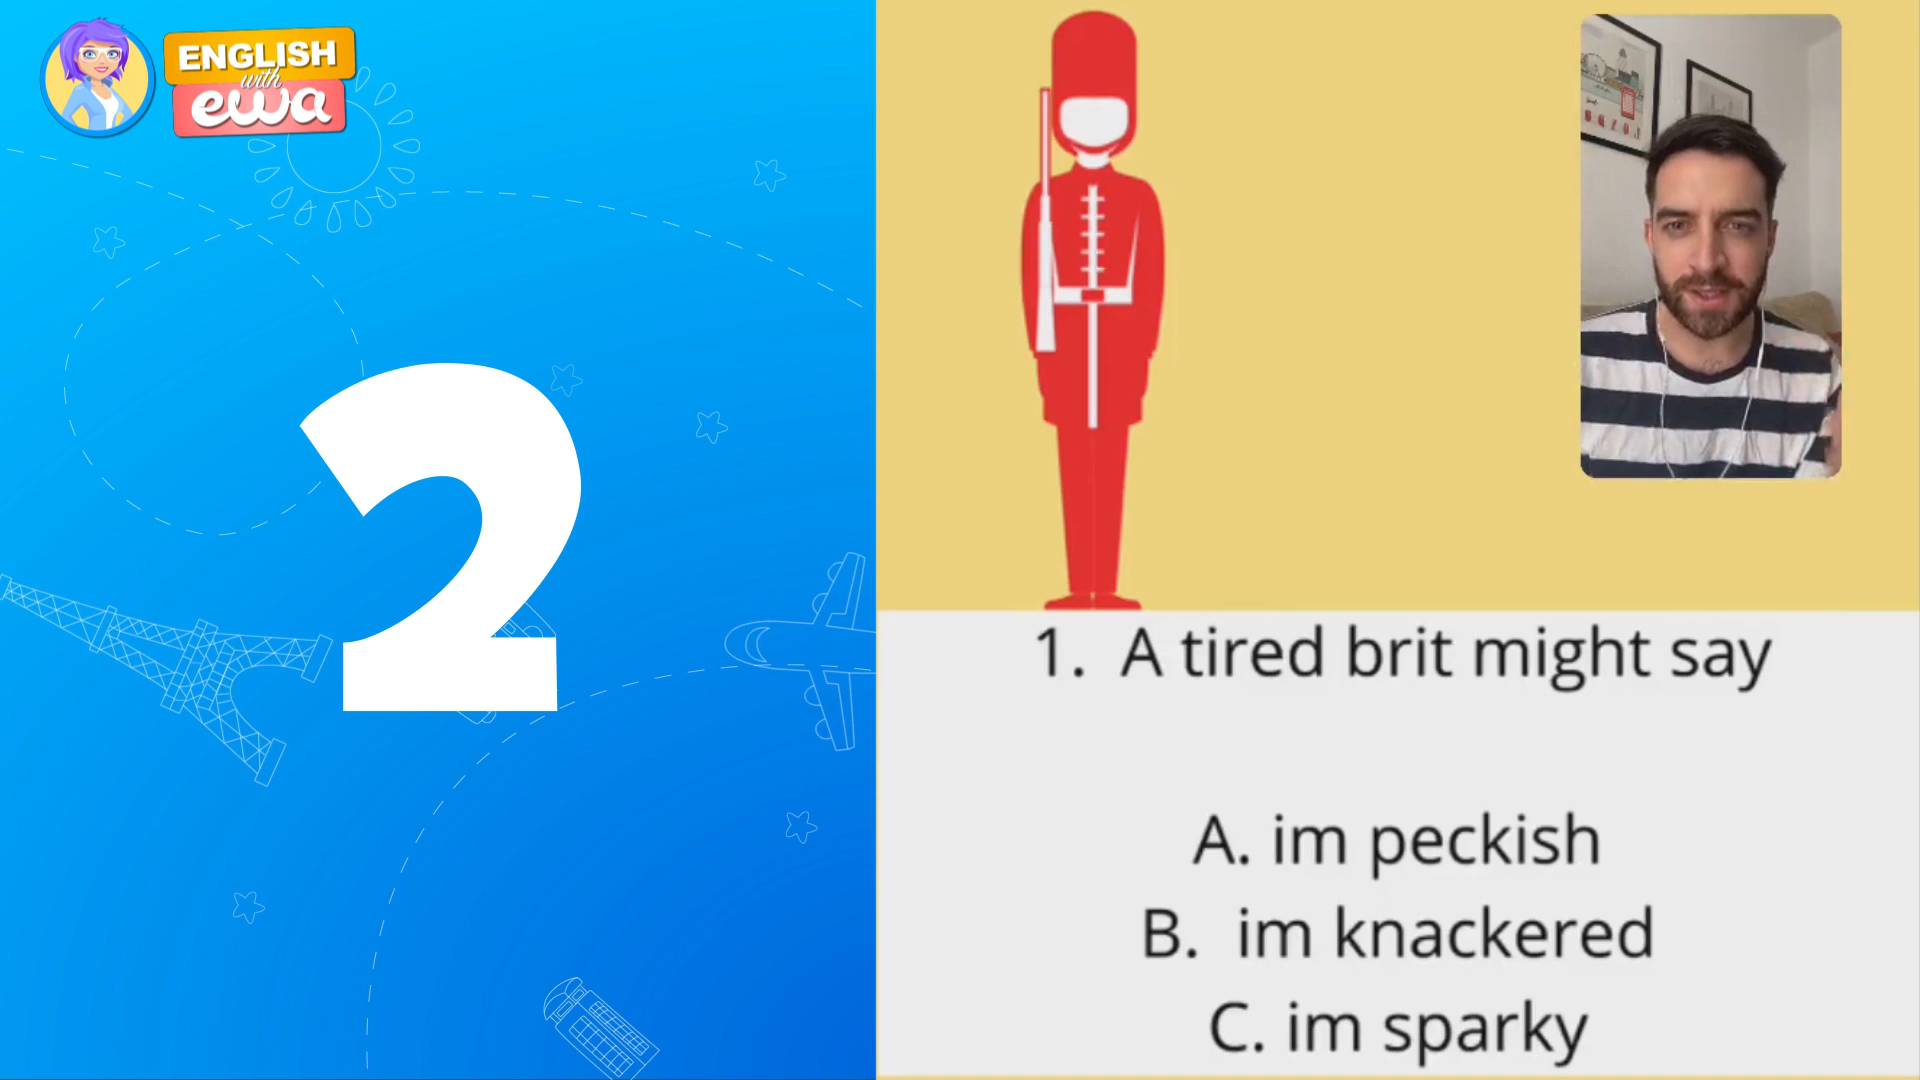 ENGLISH
with
ewa
2
1. A tired brit might say
A. im peckish
B. im knackered
C. im sparky